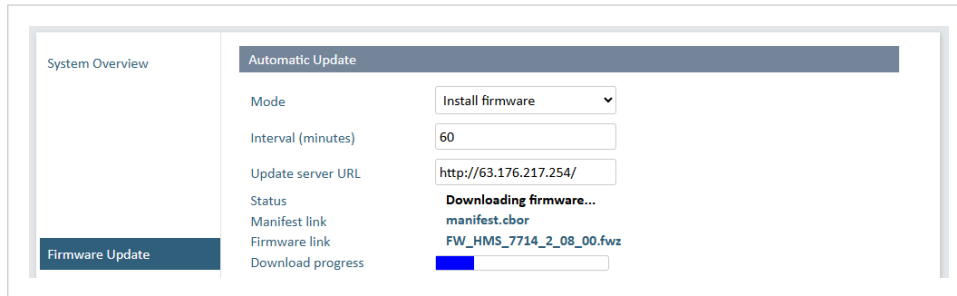 System Overview
Automatic Update
Mode Install firmware
Interval (minutes) 60
Update server URL http://63.176.217.254/
Status Downloading firmware...
Manifest link manifest.cbor
Firmware link FW_HMS_7714_2_08_00.fwz
Firmware Update
Download progress